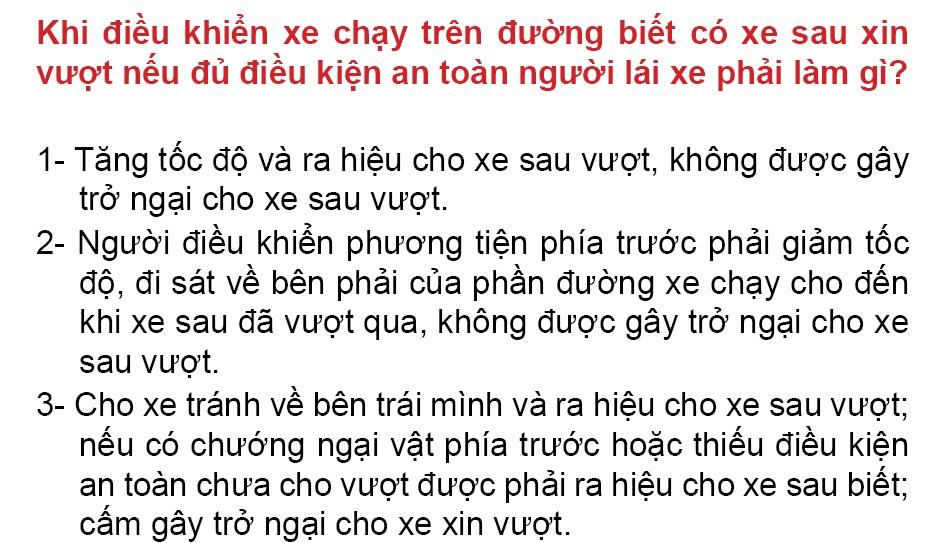 Khi điều khiển xe chạy trên đường biết có xe sau xin
vượt nếu đủ điều kiện an toàn người lái xe phải làm gì?
1- Tăng tốc độ và ra hiệu cho xe sau vượt, không được gây
trở ngại cho xe sau vượt.
2- Người điều khiển phương tiện phía trước phải giảm tốc
độ, đi sát về bên phải của phần đường xe chạy cho đến
khi xe sau đã vượt qua, không được gây trở ngại cho xe
sau vượt.
3- Cho xe tránh về bên trái mình và ra hiệu cho xe sau vượt;
nếu có chướng ngại vật phía trước hoặc thiếu điều kiện
an toàn chưa cho vượt được phải ra hiệu cho xe sau biết;
cấm gây trở ngại cho xe xin vượt.